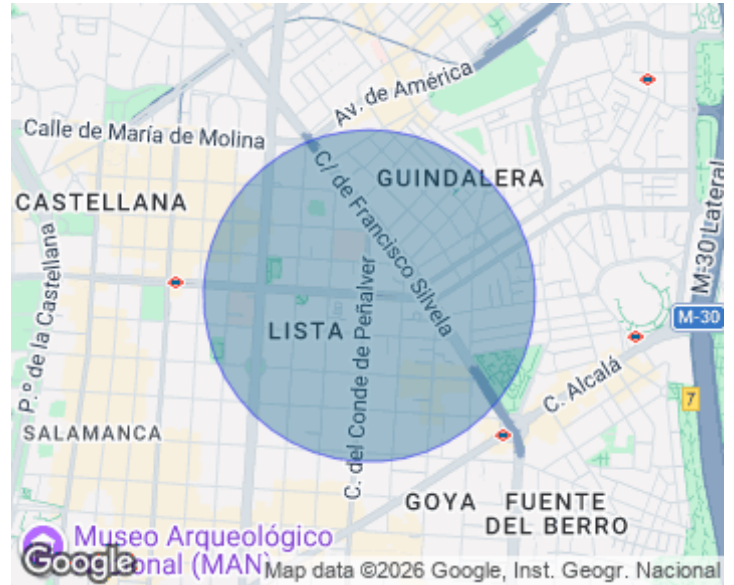 Av. de América
Calle de María de Molina
C/ de Francisco Silvela
GUINDALERA
CASTELLANA
P.º de la Castellana
M-30 Lateral
C. del Conde de Peñalver
LISTA
M-30
C. Alcalá
7
SALAMANCA
GOYA
FUENTE
DEL BERRO
Museo Arqueológico
onal (MAN)
Google
Map data ©2026 Google, Inst. Geogr. Nacional